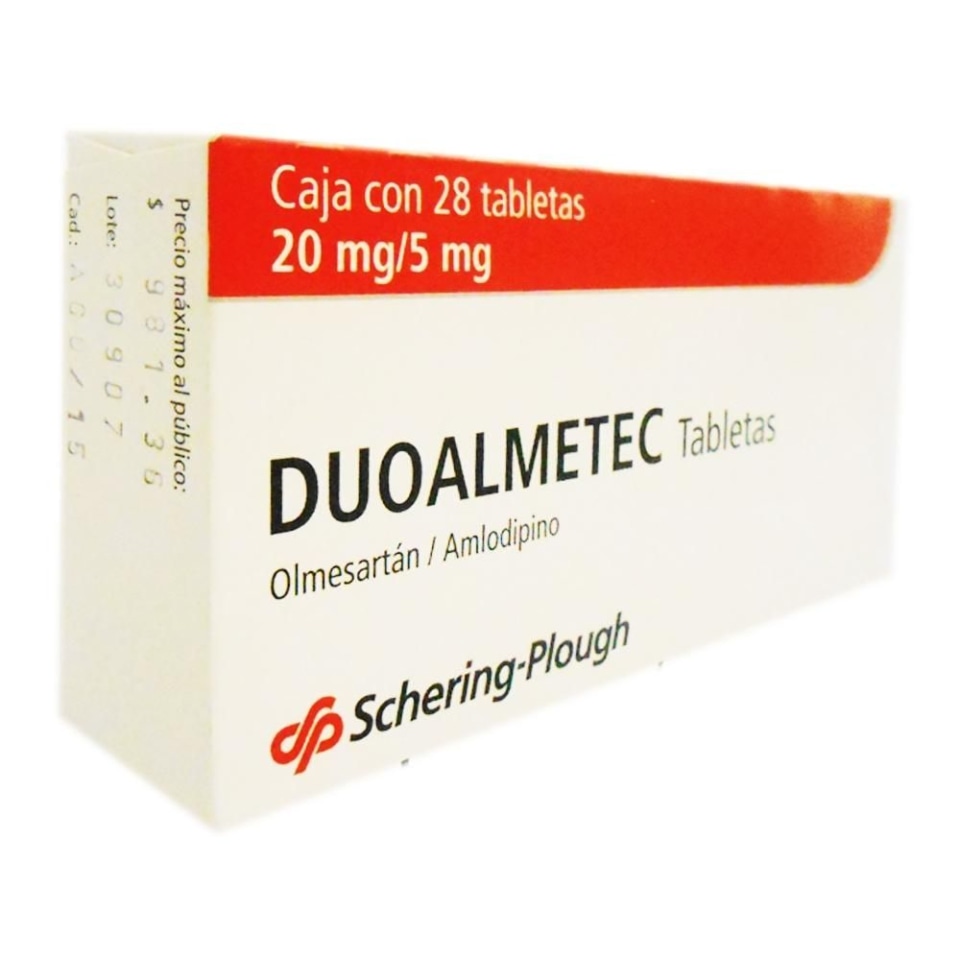 Caja con 28 tabletas
20 mg/5 mg
DUOALMETEC Tabletas
Olmesartán / Amlodipino
Schering-Plough
Precio máximo al público:
$ 981.36
Lote: 30907
Cad.: /15